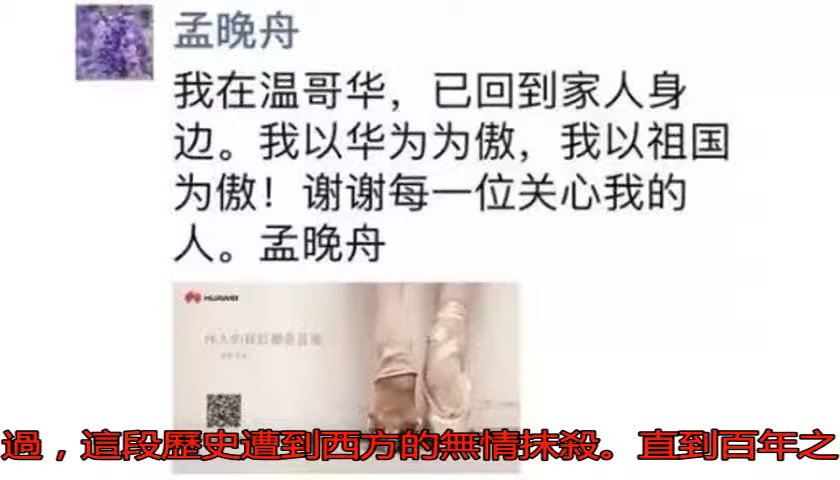 孟晚舟
我在温哥华，已回到家人身
边。我以华为为傲，我以祖国
为傲！谢谢每一位关心我的
人。孟晚舟
HUAWEI
過，這段歷史遭到西方的無情抹殺。直到百年之